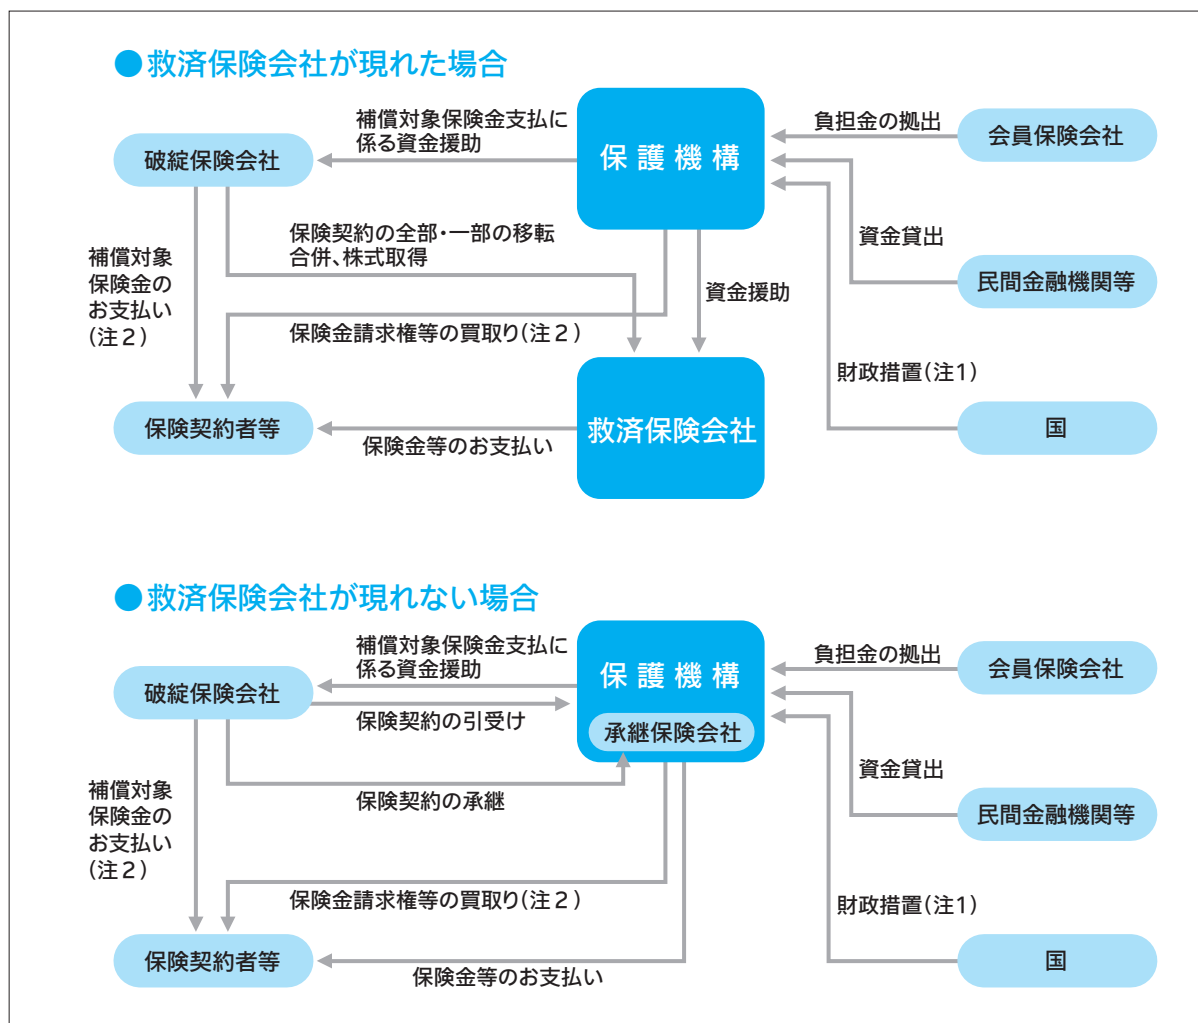 ●救済保険会社が現れた場合
補償対象保険金支払に
係る資金援助
保護機構
負担金の拠出
会員保険会社
破綻保険会社
保険契約の全部・一部の移転
合併、株式取得
資金貸出
補償対象
保険金の
お支払い
(注2)
資金援助
民間金融機関等
保険金請求権等の買取り(注2)
財政措置(注1)
保険契約者等
救済保険会社
国
保険金等のお支払い
●救済保険会社が現れない場合
補償対象保険金支払に
係る資金援助
保護機構
負担金の拠出
会員保険会社
破綻保険会社
保険契約の引受け
承継保険会社
資金貸出
補償対象
保険金の
お支払い
(注2)
保険契約の承継
民間金融機関等
保険金請求権等の買取り(注2)
財政措置(注1)
保険契約者等
国
保険金等のお支払い